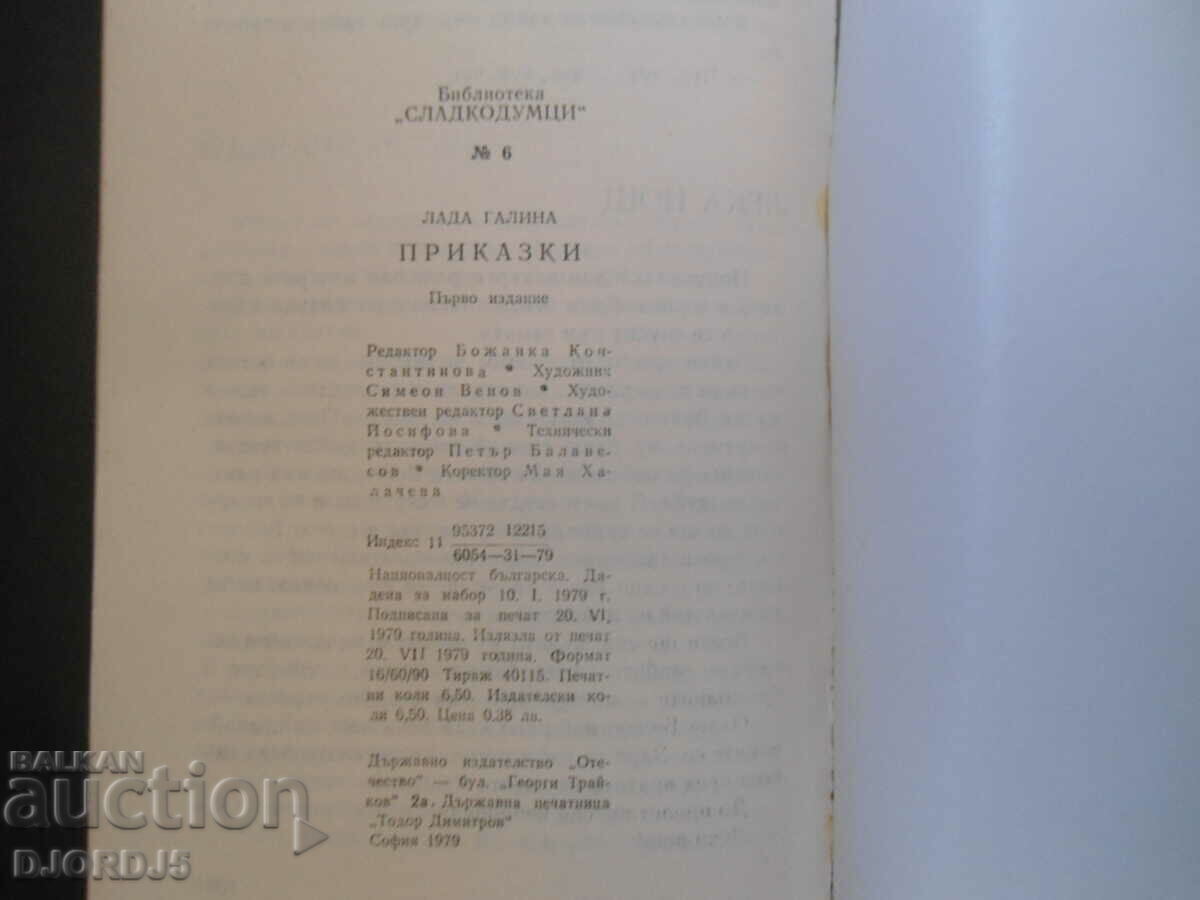 Библиотека
„СЛАДКОДУМЦИ“
№ 6
ЛАДА ГАЛИНА
ПРИКАЗКИ
Първо издание
Редактор Божанка Кон-
стантинова * Художник
Симеон Венов * Худо-
жествен редактор Светлана
Йосифова * Технически
редактор Петър Балаве-
сов * Коректор Мая Ха-
лачева
Индекс 11 95372 12215
6054—31—79
Националност българска. Да-
дена за набор 10. I. 1979 г.
Подписана за печат 20. VI.
1979 година. Излязла от печат
20. VII 1979 година. Формат
16/60/90 Тираж 40115. Печат-
ни коли 6,50. Издателски ко-
ли 6,50. Цена 0.38 лв.
Държавно издателство „Оте-
чество“ — бул. „Георги Трай-
ков“ 2а. Държавна печатница
„Тодор Димитров“
София 1979
BALKAN
auction
DJORDJ5